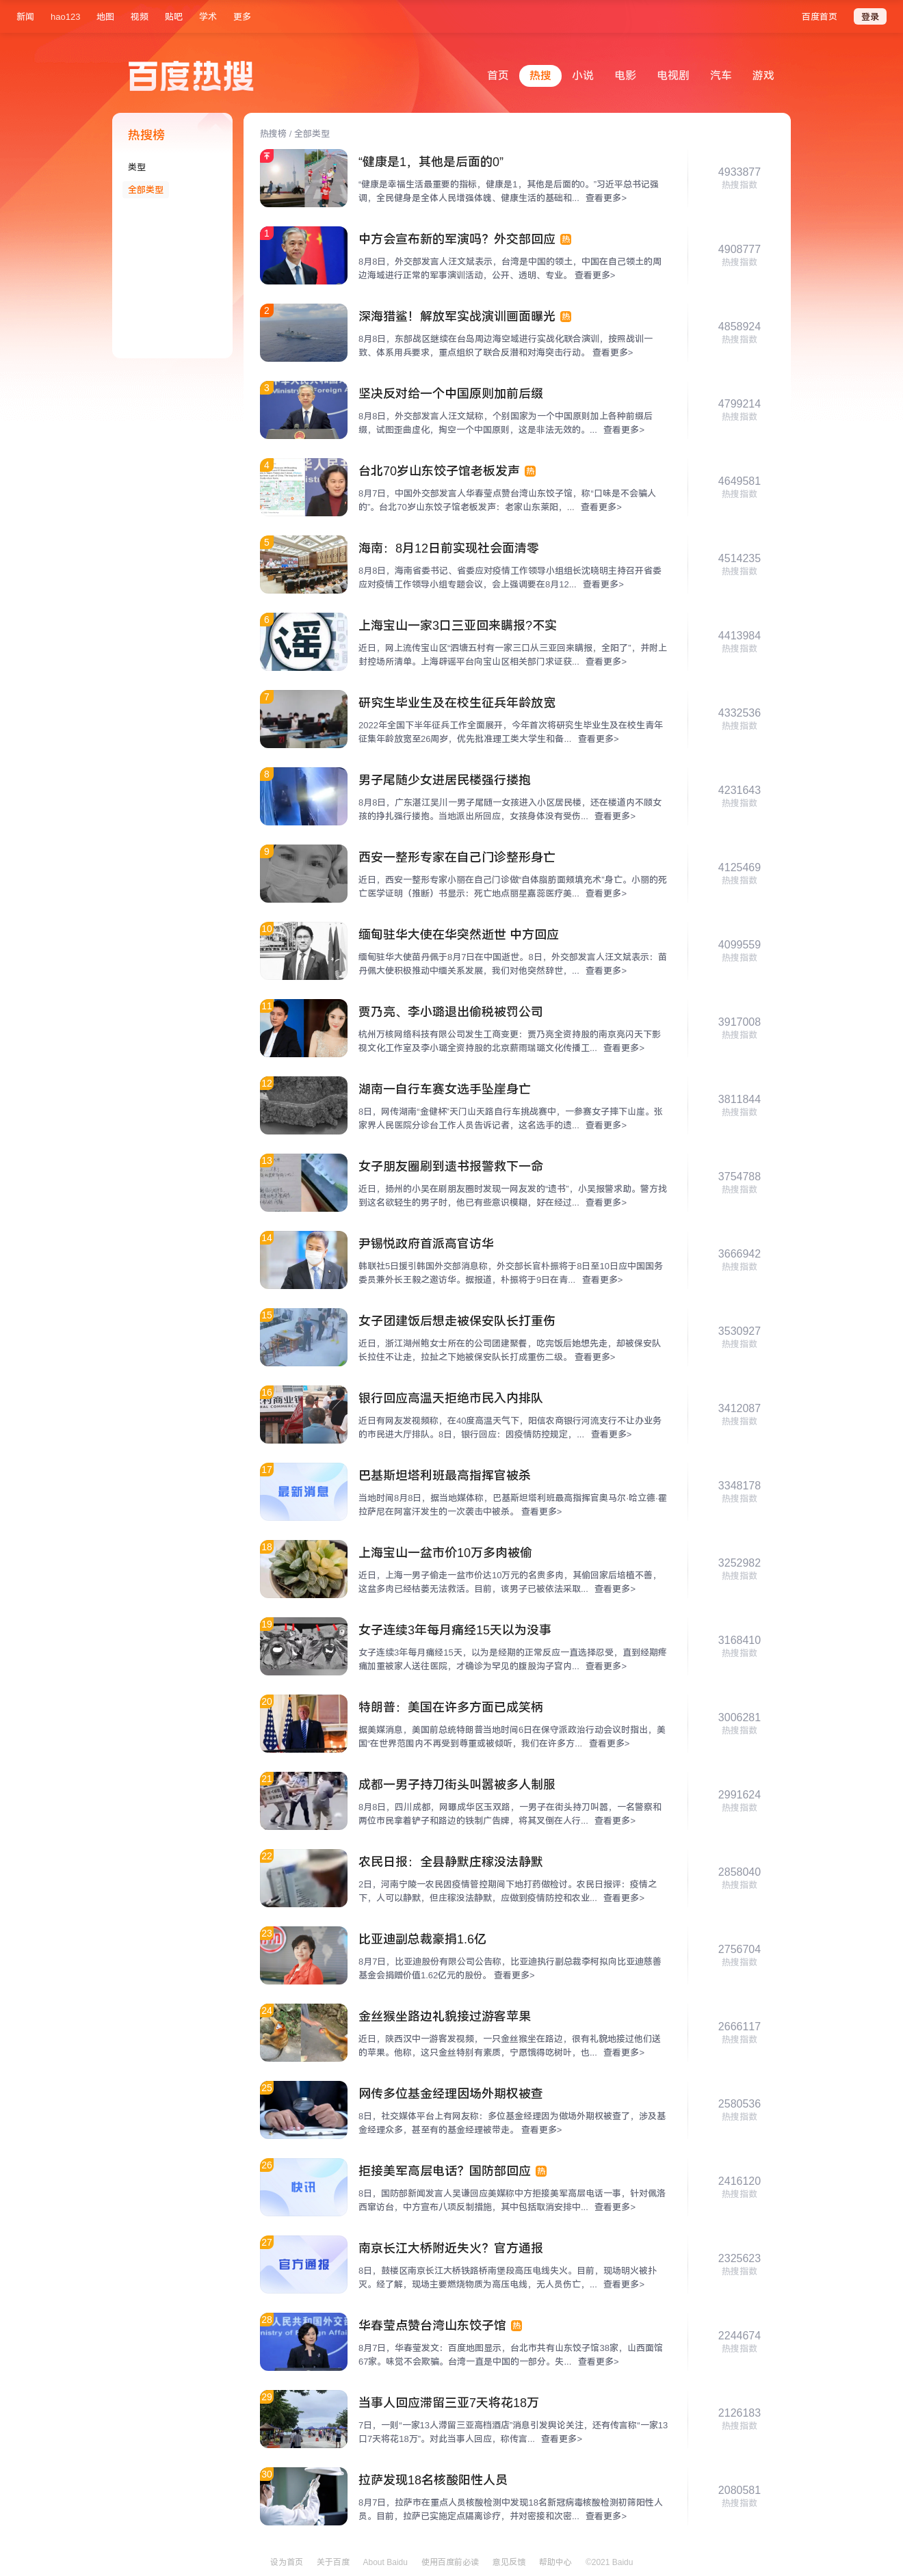 新闻 hao123 地图 视频 贴吧 学术 更多 百度首页 登录
百度热搜
首页 热搜 小说 电影 电视剧 汽车 游戏
热搜榜
类型
全部类型
热搜榜 / 全部类型
“健康是1，其他是后面的0”
“健康是幸福生活最重要的指标，健康是1，其他是后面的0。”习近平总书记强
调，全民健身是全体人民增强体魄、健康生活的基础和... 查看更多>
4933877
热搜指数
1
中方会宣布新的军演吗？外交部回应 热
8月8日，外交部发言人汪文斌表示，台湾是中国的领土，中国在自己领土的周
边海域进行正常的军事演训活动，公开、透明、专业。 查看更多>
4908777
热搜指数
2
深海猎鲨！解放军实战演训画面曝光 热
8月8日，东部战区继续在台岛周边海空域进行实战化联合演训，按照战训一
致、体系用兵要求，重点组织了联合反潜和对海突击行动。 查看更多>
4858924
热搜指数
3
坚决反对给一个中国原则加前后缀
8月8日，外交部发言人汪文斌称，个别国家为一个中国原则加上各种前缀后
缀，试图歪曲虚化，掏空一个中国原则，这是非法无效的。... 查看更多>
4799214
热搜指数
4
台北70岁山东饺子馆老板发声 热
8月7日，中国外交部发言人华春莹点赞台湾山东饺子馆，称“口味是不会骗人
的”。台北70岁山东饺子馆老板发声：老家山东莱阳，... 查看更多>
4649581
热搜指数
5
海南：8月12日前实现社会面清零
8月8日，海南省委书记、省委应对疫情工作领导小组组长沈晓明主持召开省委
应对疫情工作领导小组专题会议，会上强调要在8月12... 查看更多>
4514235
热搜指数
6
谣
上海宝山一家3口三亚回来瞒报?不实
近日，网上流传宝山区“泗塘五村有一家三口从三亚回来瞒报，全阳了”，并附上
封控场所清单。上海辟谣平台向宝山区相关部门求证获... 查看更多>
4413984
热搜指数
7
研究生毕业生及在校生征兵年龄放宽
2022年全国下半年征兵工作全面展开，今年首次将研究生毕业生及在校生青年
征集年龄放宽至26周岁，优先批准理工类大学生和备... 查看更多>
4332536
热搜指数
8
男子尾随少女进居民楼强行搂抱
8月8日，广东湛江吴川一男子尾随一女孩进入小区居民楼，还在楼道内不顾女
孩的挣扎强行搂抱。当地派出所回应，女孩身体没有受伤... 查看更多>
4231643
热搜指数
9
西安一整形专家在自己门诊整形身亡
近日，西安一整形专家小丽在自己门诊做“自体脂肪面颊填充术”身亡。小丽的死
亡医学证明（推断）书显示：死亡地点丽星嘉蕊医疗美... 查看更多>
4125469
热搜指数
10
缅甸驻华大使在华突然逝世 中方回应
缅甸驻华大使苗丹佩于8月7日在中国逝世。8日，外交部发言人汪文斌表示：苗
丹佩大使积极推动中缅关系发展，我们对他突然辞世，... 查看更多>
4099559
热搜指数
11
贾乃亮、李小璐退出偷税被罚公司
杭州万核网络科技有限公司发生工商变更：贾乃亮全资持股的南京亮闪天下影
视文化工作室及李小璐全资持股的北京薪雨瑞璐文化传播工... 查看更多>
3917008
热搜指数
12
湖南一自行车赛女选手坠崖身亡
8日，网传湖南“金健杯”天门山天路自行车挑战赛中，一参赛女子摔下山崖。张
家界人民医院分诊台工作人员告诉记者，这名选手的遗... 查看更多>
3811844
热搜指数
13
女子朋友圈刷到遗书报警救下一命
近日，扬州的小吴在刷朋友圈时发现一网友发的“遗书”，小吴报警求助。警方找
到这名欲轻生的男子时，他已有些意识模糊，好在经过... 查看更多>
3754788
热搜指数
14
尹锡悦政府首派高官访华
韩联社5日援引韩国外交部消息称，外交部长官朴振将于8日至10日应中国国务
委员兼外长王毅之邀访华。据报道，朴振将于9日在青... 查看更多>
3666942
热搜指数
15
女子团建饭后想走被保安队长打重伤
近日，浙江湖州鲍女士所在的公司团建聚餐，吃完饭后她想先走，却被保安队
长拉住不让走，拉扯之下她被保安队长打成重伤二级。 查看更多>
3530927
热搜指数
16
银行回应高温天拒绝市民入内排队
近日有网友发视频称，在40度高温天气下，阳信农商银行河流支行不让办业务
的市民进大厅排队。8日，银行回应：因疫情防控规定，... 查看更多>
3412087
热搜指数
17
最新消息
巴基斯坦塔利班最高指挥官被杀
当地时间8月8日，据当地媒体称，巴基斯坦塔利班最高指挥官奥马尔·哈立德·霍
拉萨尼在阿富汗发生的一次袭击中被杀。 查看更多>
3348178
热搜指数
18
上海宝山一盆市价10万多肉被偷
近日，上海一男子偷走一盆市价达10万元的名贵多肉，其偷回家后培植不善，
这盆多肉已经枯萎无法救活。目前，该男子已被依法采取... 查看更多>
3252982
热搜指数
19
女子连续3年每月痛经15天以为没事
女子连续3年每月痛经15天，以为是经期的正常反应一直选择忍受，直到经期疼
痛加重被家人送往医院，才确诊为罕见的腹股沟子宫内... 查看更多>
3168410
热搜指数
20
特朗普：美国在许多方面已成笑柄
据美媒消息，美国前总统特朗普当地时间6日在保守派政治行动会议时指出，美
国“在世界范围内不再受到尊重或被倾听，我们在许多方... 查看更多>
3006281
热搜指数
21
成都一男子持刀街头叫嚣被多人制服
8月8日，四川成都，网曝成华区玉双路，一男子在街头持刀叫嚣，一名警察和
两位市民拿着铲子和路边的铁制广告牌，将其叉倒在人行... 查看更多>
2991624
热搜指数
22
农民日报：全县静默庄稼没法静默
2日，河南宁陵一农民因疫情管控期间下地打药做检讨。农民日报评：疫情之
下，人可以静默，但庄稼没法静默，应做到疫情防控和农业... 查看更多>
2858040
热搜指数
23
比亚迪副总裁豪捐1.6亿
8月7日，比亚迪股份有限公司公告称，比亚迪执行副总裁李柯拟向比亚迪慈善
基金会捐赠价值1.62亿元的股份。 查看更多>
2756704
热搜指数
24
金丝猴坐路边礼貌接过游客苹果
近日，陕西汉中一游客发视频，一只金丝猴坐在路边，很有礼貌地接过他们送
的苹果。他称，这只金丝特别有素质，宁愿饿得吃树叶，也... 查看更多>
2666117
热搜指数
25
网传多位基金经理因场外期权被查
8日，社交媒体平台上有网友称：多位基金经理因为做场外期权被查了，涉及基
金经理众多，甚至有的基金经理被带走。 查看更多>
2580536
热搜指数
26
快讯
拒接美军高层电话？国防部回应 热
8日，国防部新闻发言人吴谦回应美媒称中方拒接美军高层电话一事，针对佩洛
西窜访台，中方宣布八项反制措施，其中包括取消安排中... 查看更多>
2416120
热搜指数
27
官方通报
南京长江大桥附近失火？官方通报
8日，鼓楼区南京长江大桥铁路桥南堡段高压电线失火。目前，现场明火被扑
灭。经了解，现场主要燃烧物质为高压电线，无人员伤亡，... 查看更多>
2325623
热搜指数
28
华春莹点赞台湾山东饺子馆 热
8月7日，华春莹发文：百度地图显示，台北市共有山东饺子馆38家，山西面馆
67家。味觉不会欺骗。台湾一直是中国的一部分。失... 查看更多>
2244674
热搜指数
29
当事人回应滞留三亚7天将花18万
7日，一则“一家13人滞留三亚高档酒店”消息引发舆论关注，还有传言称“一家13
口7天将花18万”。对此当事人回应，称传言... 查看更多>
2126183
热搜指数
30
拉萨发现18名核酸阳性人员
8月7日，拉萨市在重点人员核酸检测中发现18名新冠病毒核酸检测初筛阳性人
员。目前，拉萨已实施定点隔离诊疗，并对密接和次密... 查看更多>
2080581
热搜指数
设为首页 关于百度 About Baidu 使用百度前必读 意见反馈 帮助中心 ©2021 Baidu